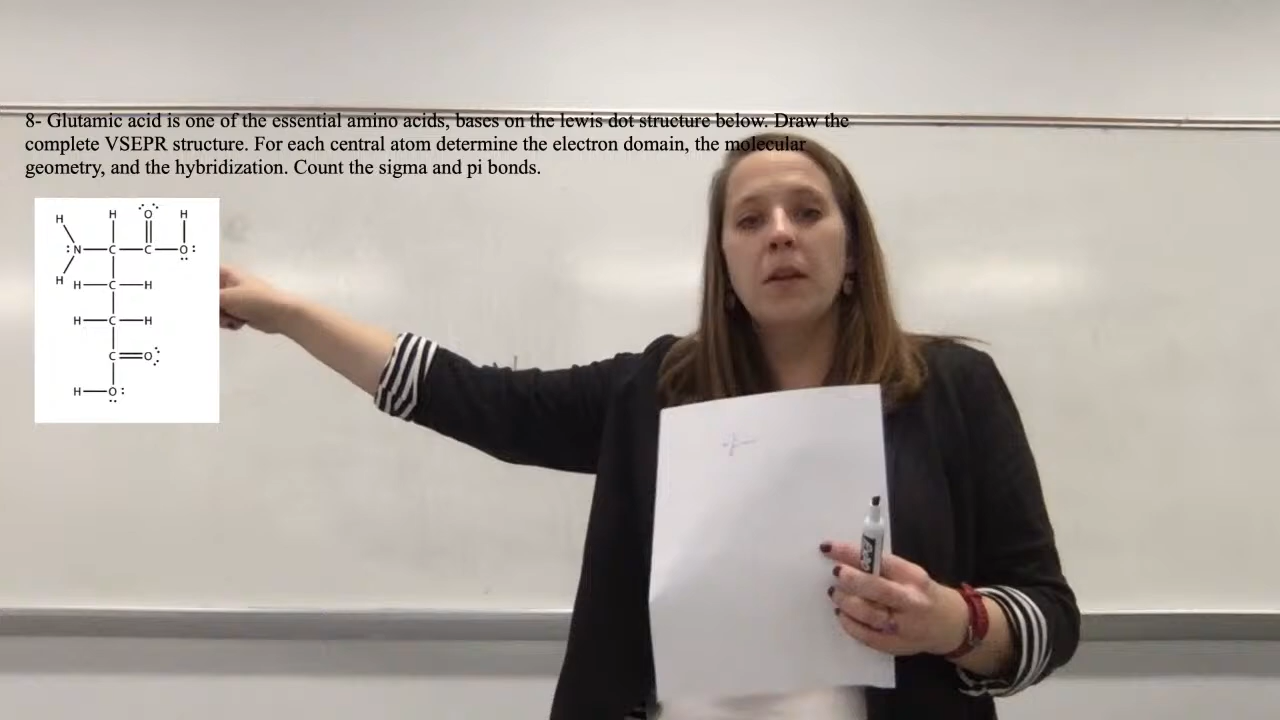 8- Glutamic acid is one of the essential amino acids, bases on the lewis dot structure below. Draw the
complete VSEPR structure. For each central atom determine the electron domain, the molecular
geometry, and the hybridization. Count the sigma and pi bonds.
H H O H
:N C C O:
H H C H
H C H
C O
H O:
EXPO